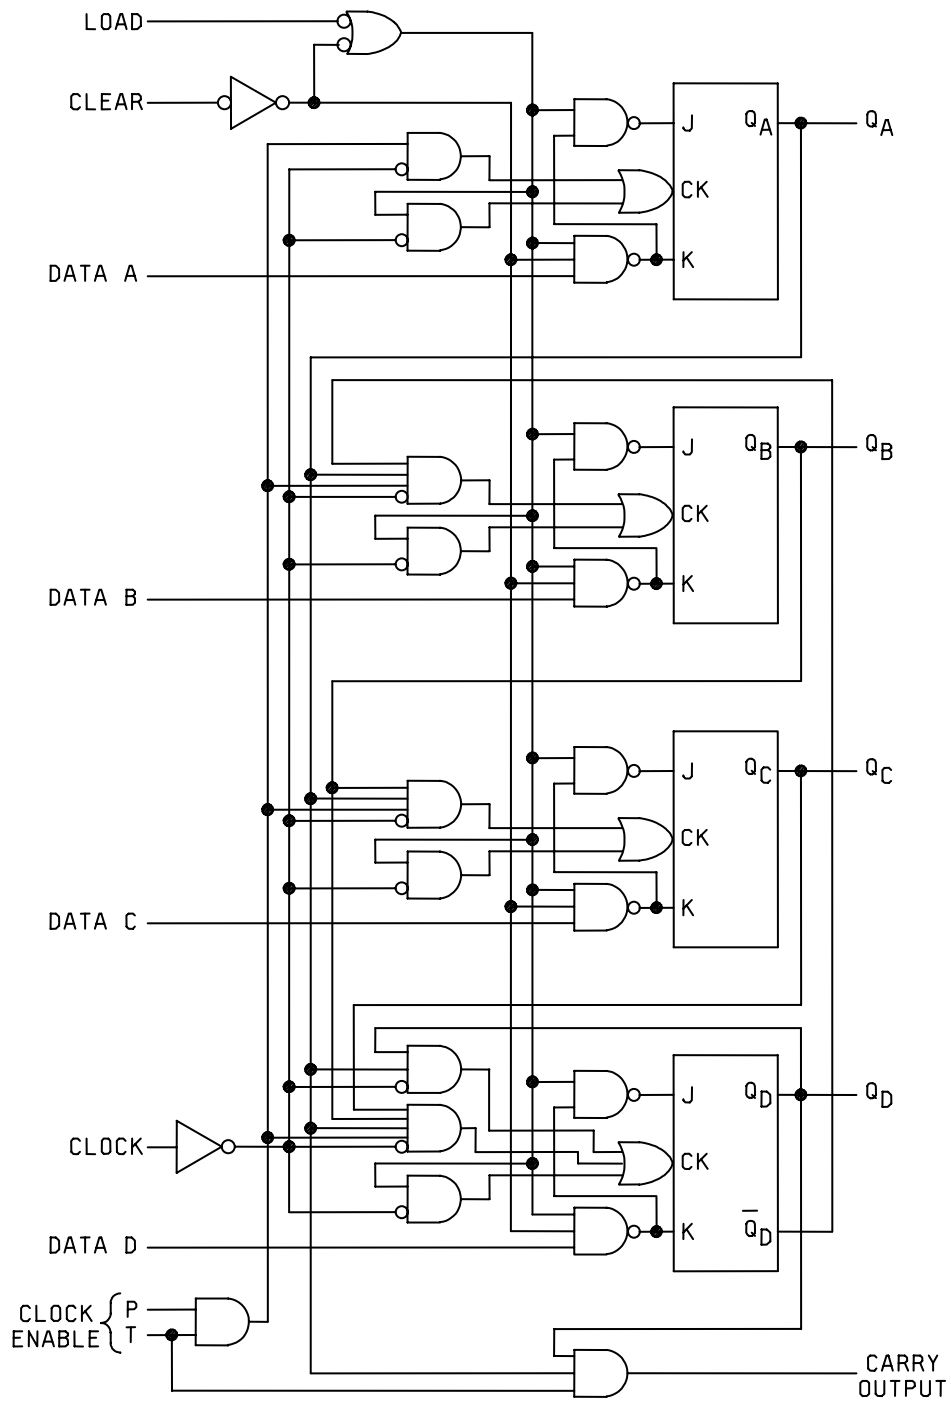 LOAD
CLEAR
J
Q_A
Q_A
CK
K
DATA A
J
Q_B
Q_B
CK
K
DATA B
J
Q_C
Q_C
CK
K
DATA C
J
Q_D
Q_D
CLOCK
CK
K
Q̅_D
DATA D
CLOCK
ENABLE
P
T
CARRY
OUTPUT